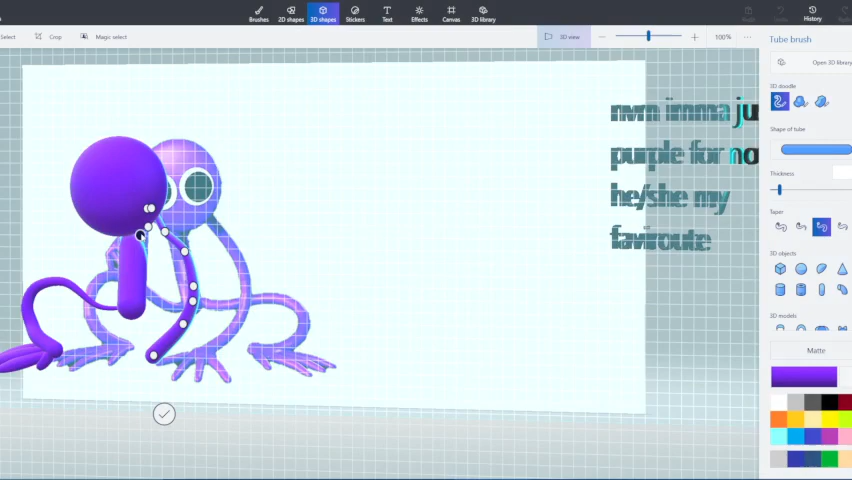 Brushes
2D shapes
3D shapes
Stickers
Text
Effects
Canvas
3D library
History
Select
Crop
Magic select
3D view
100%
Tube brush
Open 3D library
3D doodle
Shape of tube
Thickness
Taper
3D objects
3D models
Matte
nvm imma ju
purple for no
he/she my
faviroute